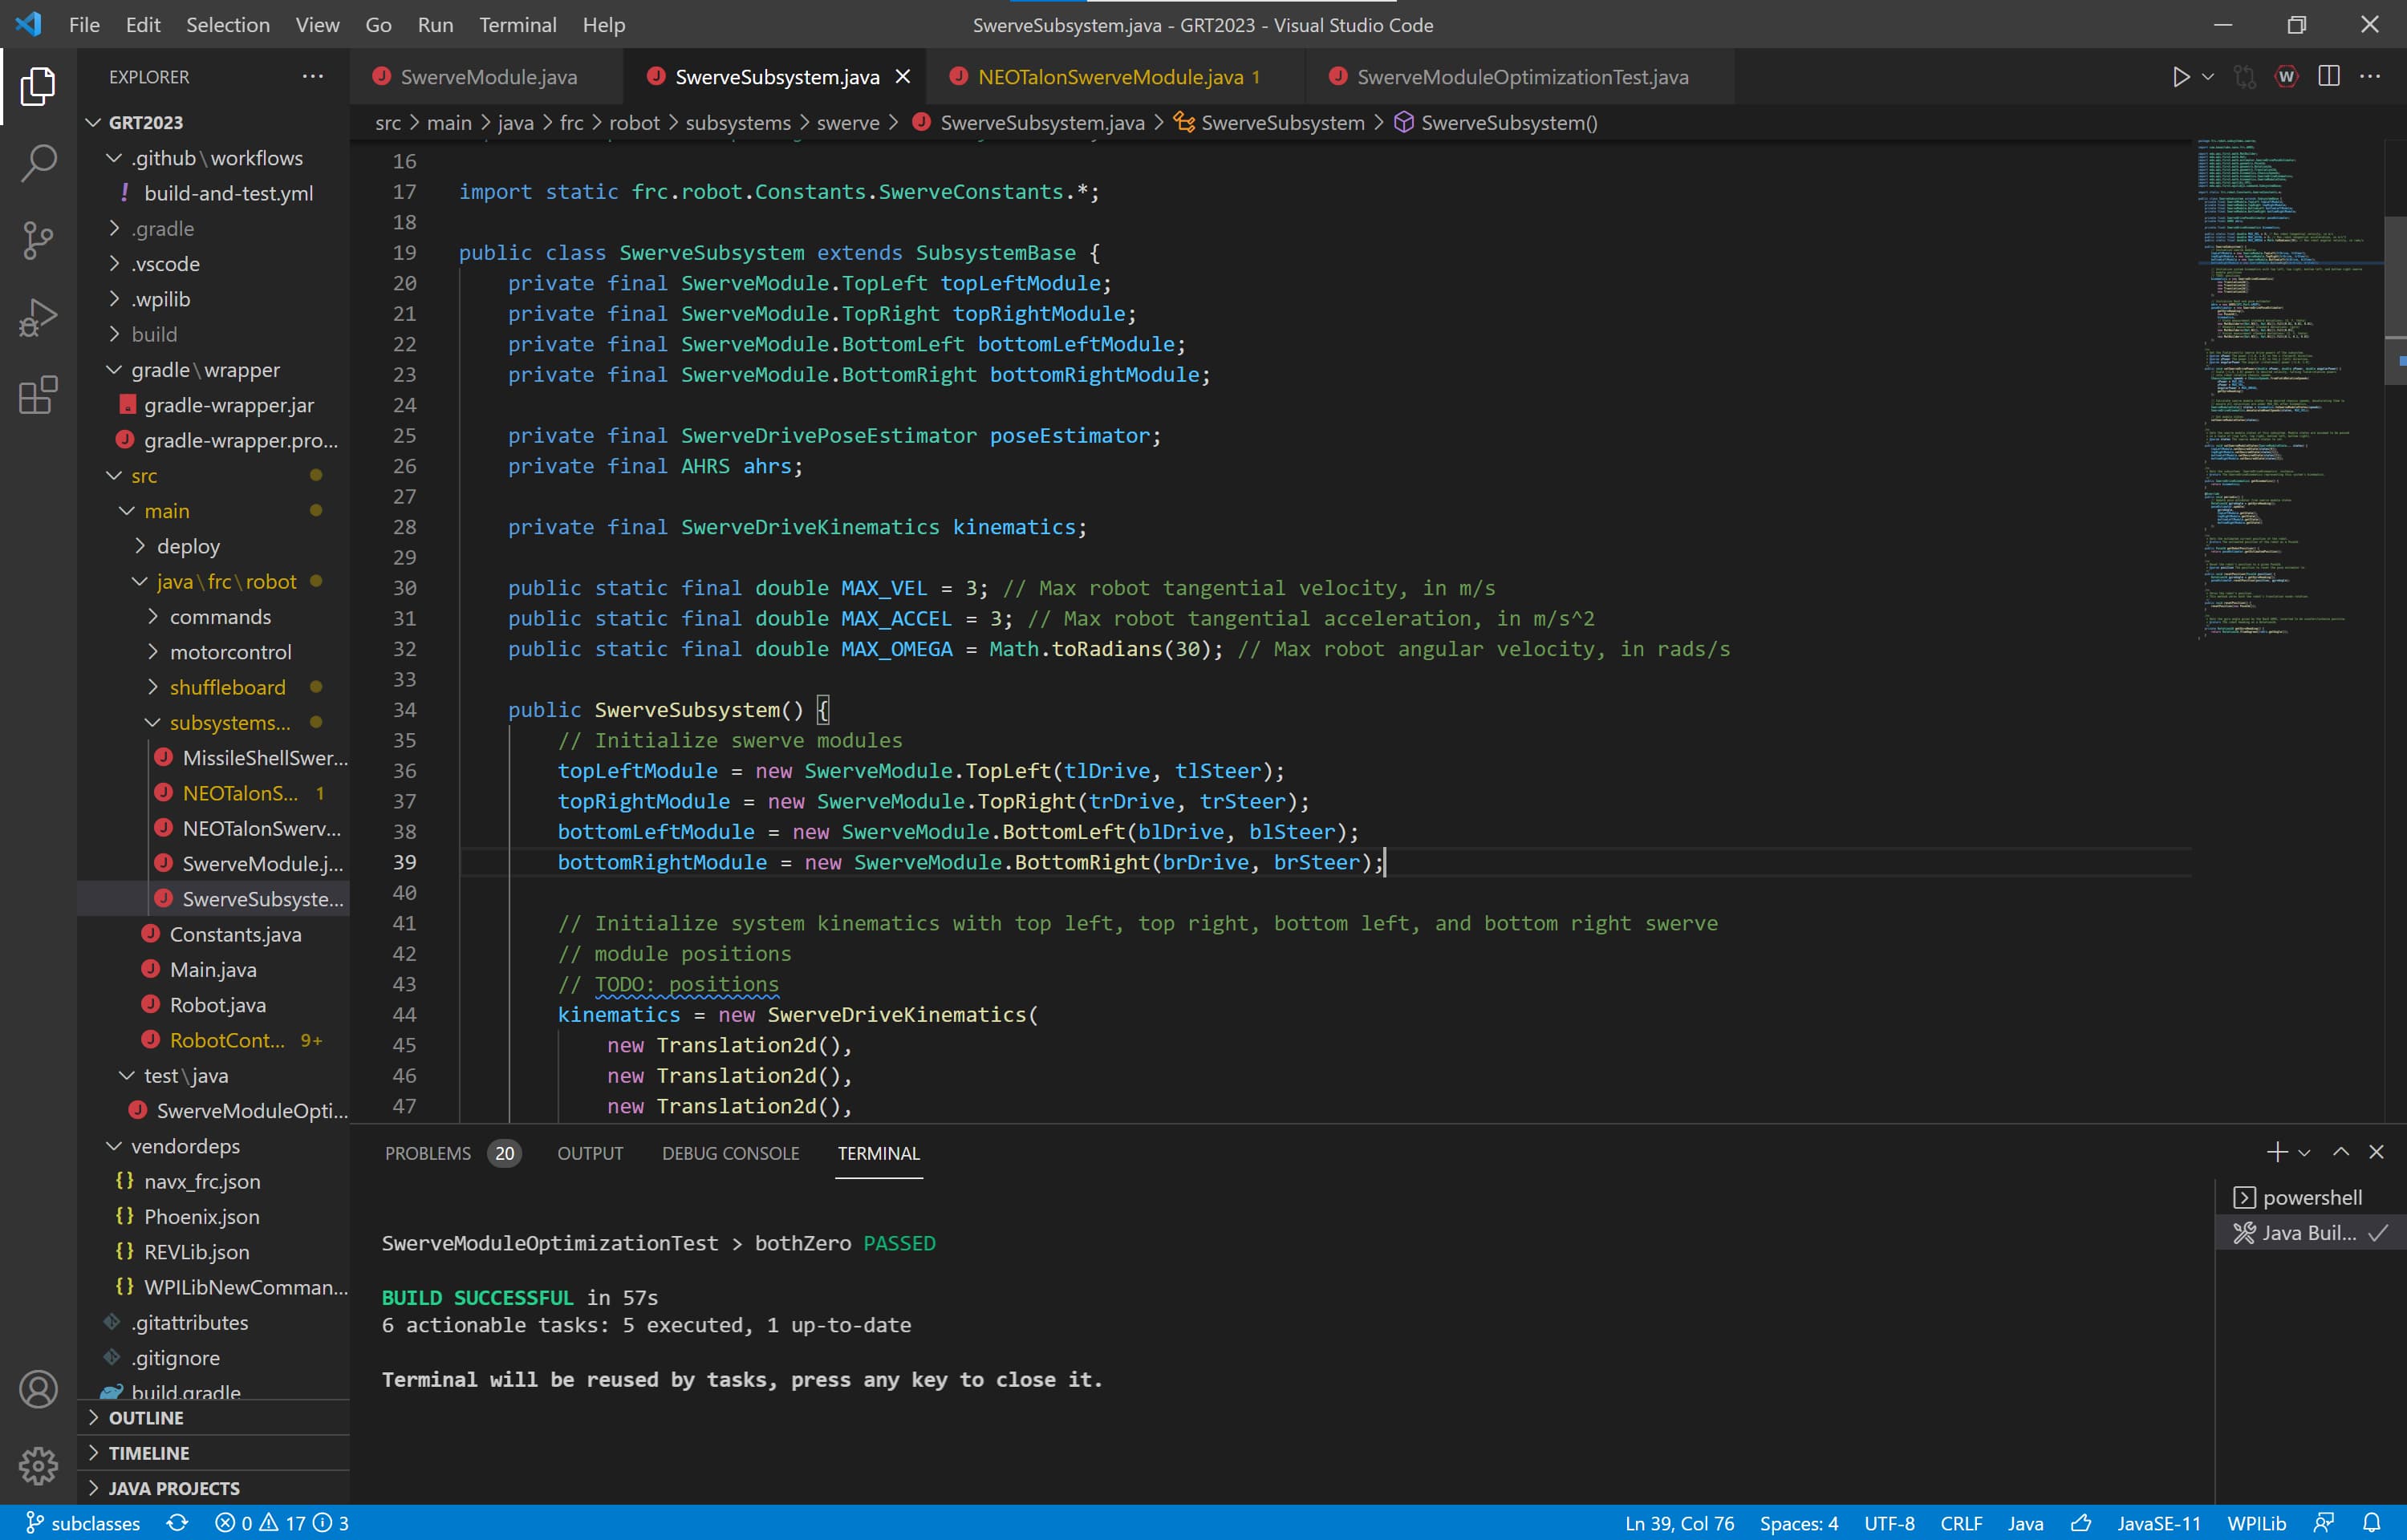 File Edit Selection View Go Run Terminal Help
SwerveSubsystem.java - GRT2023 - Visual Studio Code
EXPLORER
SwerveModule.java
SwerveSubsystem.java
NEOTalonSwerveModule.java 1
SwerveModuleOptimizationTest.java
src > main > java > frc > robot > subsystems > swerve > SwerveSubsystem.java > SwerveSubsystem > SwerveSubsystem()
GRT2023
.github\workflows
build-and-test.yml
.gradle
.vscode
.wpilib
build
gradle\wrapper
gradle-wrapper.jar
gradle-wrapper.pro...
src
main
deploy
java\frc\robot
commands
motorcontrol
shuffleboard
subsystems...
MissileShellSwer...
NEOTalonS... 1
NEOTalonSwerv...
SwerveModule.j...
SwerveSubsyste...
Constants.java
Main.java
Robot.java
RobotCont... 9+
test\java
SwerveModuleOpti...
vendordeps
navx_frc.json
Phoenix.json
REVLib.json
WPILibNewComman...
.gitattributes
.gitignore
build.gradle
OUTLINE
TIMELINE
JAVA PROJECTS
16
17 import static frc.robot.Constants.SwerveConstants.*;
18
19 public class SwerveSubsystem extends SubsystemBase {
20 private final SwerveModule.TopLeft topLeftModule;
21 private final SwerveModule.TopRight topRightModule;
22 private final SwerveModule.BottomLeft bottomLeftModule;
23 private final SwerveModule.BottomRight bottomRightModule;
24
25 private final SwerveDrivePoseEstimator poseEstimator;
26 private final AHRS ahrs;
27
28 private final SwerveDriveKinematics kinematics;
29
30 public static final double MAX_VEL = 3; // Max robot tangential velocity, in m/s
31 public static final double MAX_ACCEL = 3; // Max robot tangential acceleration, in m/s^2
32 public static final double MAX_OMEGA = Math.toRadians(30); // Max robot angular velocity, in rads/s
33
34 public SwerveSubsystem() {
35 // Initialize swerve modules
36 topLeftModule = new SwerveModule.TopLeft(tlDrive, tlSteer);
37 topRightModule = new SwerveModule.TopRight(trDrive, trSteer);
38 bottomLeftModule = new SwerveModule.BottomLeft(blDrive, blSteer);
39 bottomRightModule = new SwerveModule.BottomRight(brDrive, brSteer);
40
41 // Initialize system kinematics with top left, top right, bottom left, and bottom right swerve
42 // module positions
43 // TODO: positions
44 kinematics = new SwerveDriveKinematics(
45 new Translation2d(),
46 new Translation2d(),
47 new Translation2d(),
PROBLEMS 20 OUTPUT DEBUG CONSOLE TERMINAL
SwerveModuleOptimizationTest > bothZero PASSED
BUILD SUCCESSFUL in 57s
6 actionable tasks: 5 executed, 1 up-to-date
Terminal will be reused by tasks, press any key to close it.
powershell
Java Buil...
subclasses 0 17 3
Ln 39, Col 76 Spaces: 4 UTF-8 CRLF Java JavaSE-11 WPILib